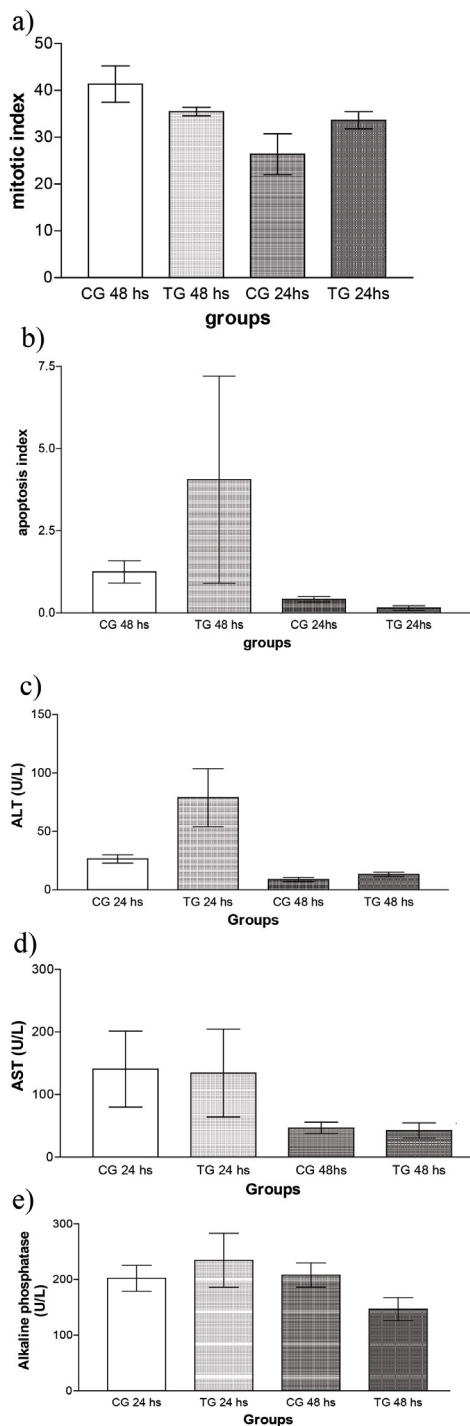 a)
50
40
30
20
10
0
mitotic index
CG 48 hs TG 48 hs CG 24hs TG 24hs
groups
b)
7.5
5.0
2.5
0.0
apoptosis index
CG 48 hs TG 48 hs CG 24hs TG 24hs
groups
c)
150
100
50
0
ALT (U/L)
CG 24 hs TG 24 hs CG 48 hs TG 48 hs
Groups
d)
300
200
100
0
AST (U/L)
CG 24 hs TG 24 hs CG 48hs TG 48 hs
Groups
e)
300
200
100
0
Alkaline phosphatase
(U/L)
CG 24 hs TG 24 hs CG 48 hs TG 48 hs